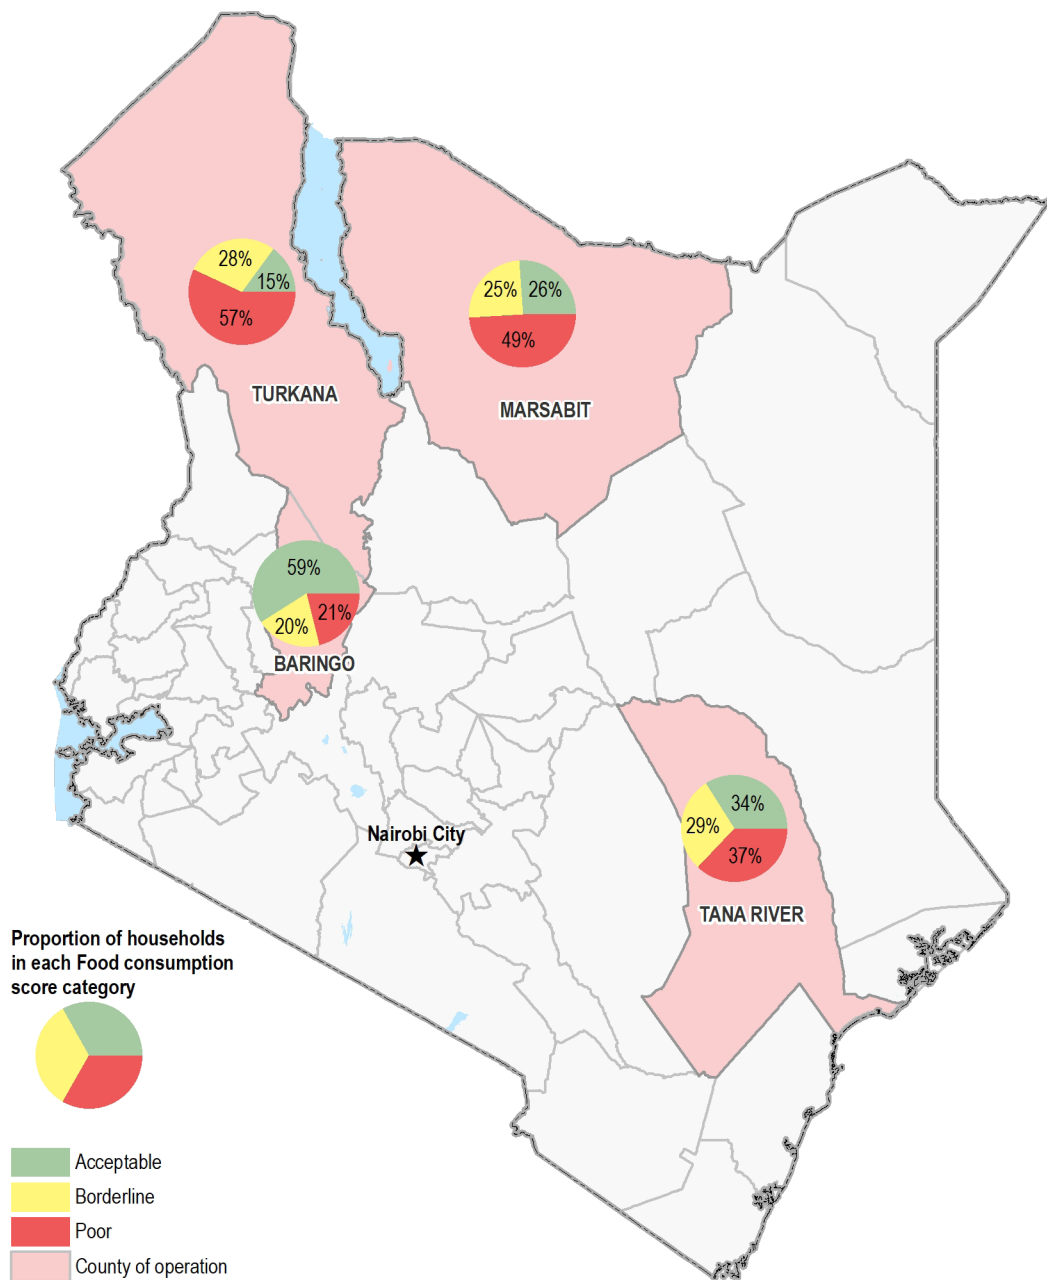 28%
15%
57%
TURKANA
25%
26%
49%
MARSABIT
59%
20%
21%
BARINGO
Nairobi City
34%
29%
37%
TANA RIVER
Proportion of households
in each Food consumption
score category
Acceptable
Borderline
Poor
County of operation